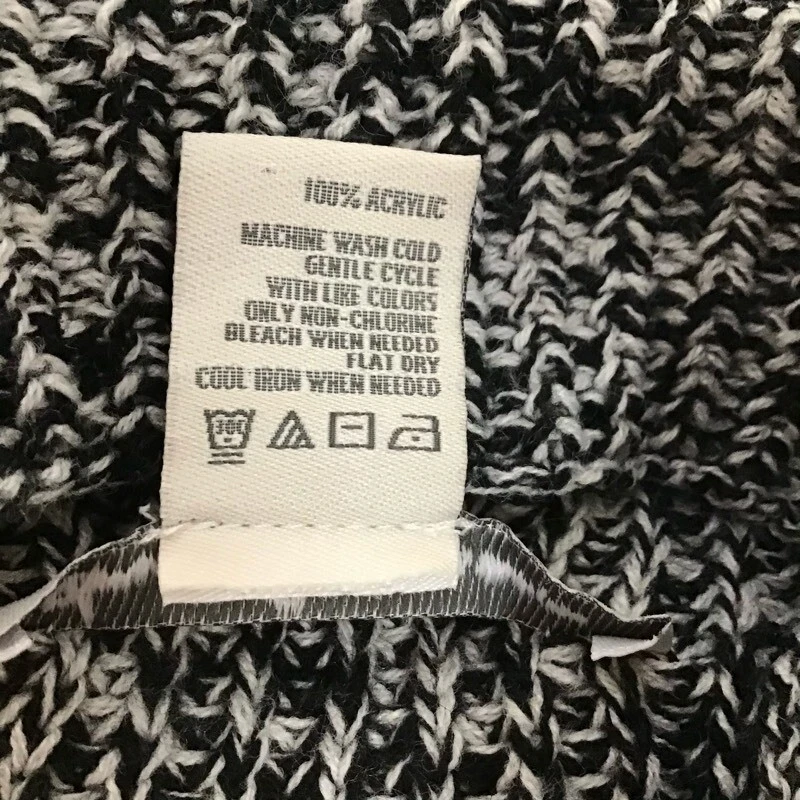 100% ACRYLIC
MACHINE WASH COLD
GENTLE CYCLE
WITH LIKE COLORS
ONLY NON-CHLORINE
BLEACH WHEN NEEDED
FLAT DRY
COOL IRON WHEN NEEDED
30C